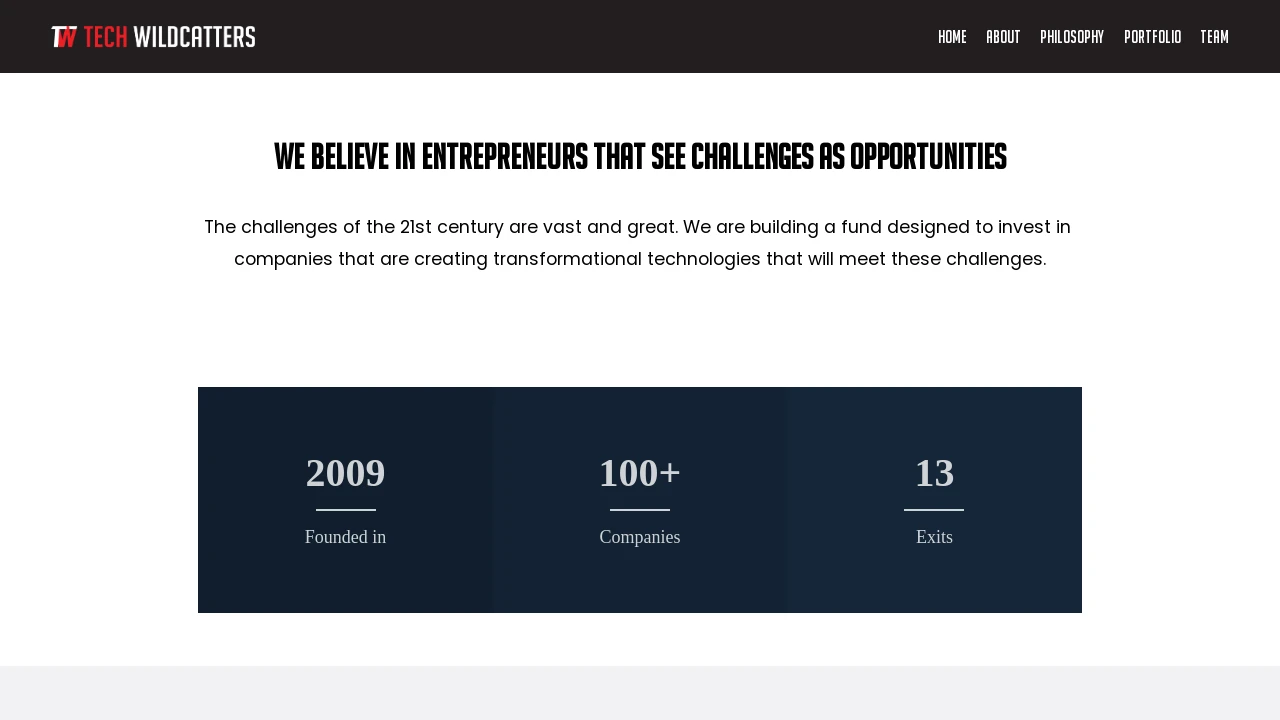 TW TECH WILDCATTERS
HOME ABOUT PHILOSOPHY PORTFOLIO TEAM
WE BELIEVE IN ENTREPRENEURS THAT SEE CHALLENGES AS OPPORTUNITIES
The challenges of the 21st century are vast and great. We are building a fund designed to invest in
companies that are creating transformational technologies that will meet these challenges.
2009
Founded in
100+
Companies
13
Exits